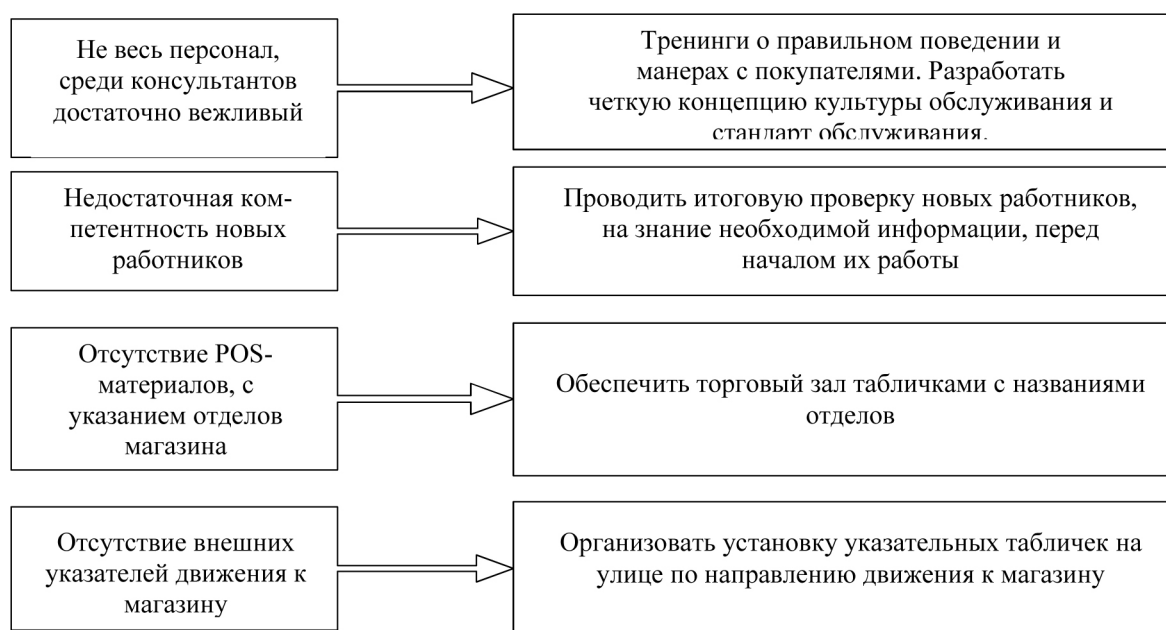 Не весь персонал,
среди консультантов
достаточно вежливый
Тренинги о правильном поведении и
манерах с покупателями. Разработать
четкую концепцию культуры обслуживания и
стандарт обслуживания.
Недостаточная ком-
петентность новых
работников
Проводить итоговую проверку новых работников,
на знание необходимой информации, перед
началом их работы
Отсутствие POS-
материалов, с
указанием отделов
магазина
Обеспечить торговый зал табличками с названиями
отделов
Отсутствие внешних
указателей движения к
магазину
Организовать установку указательных табличек на
улице по направлению движения к магазину